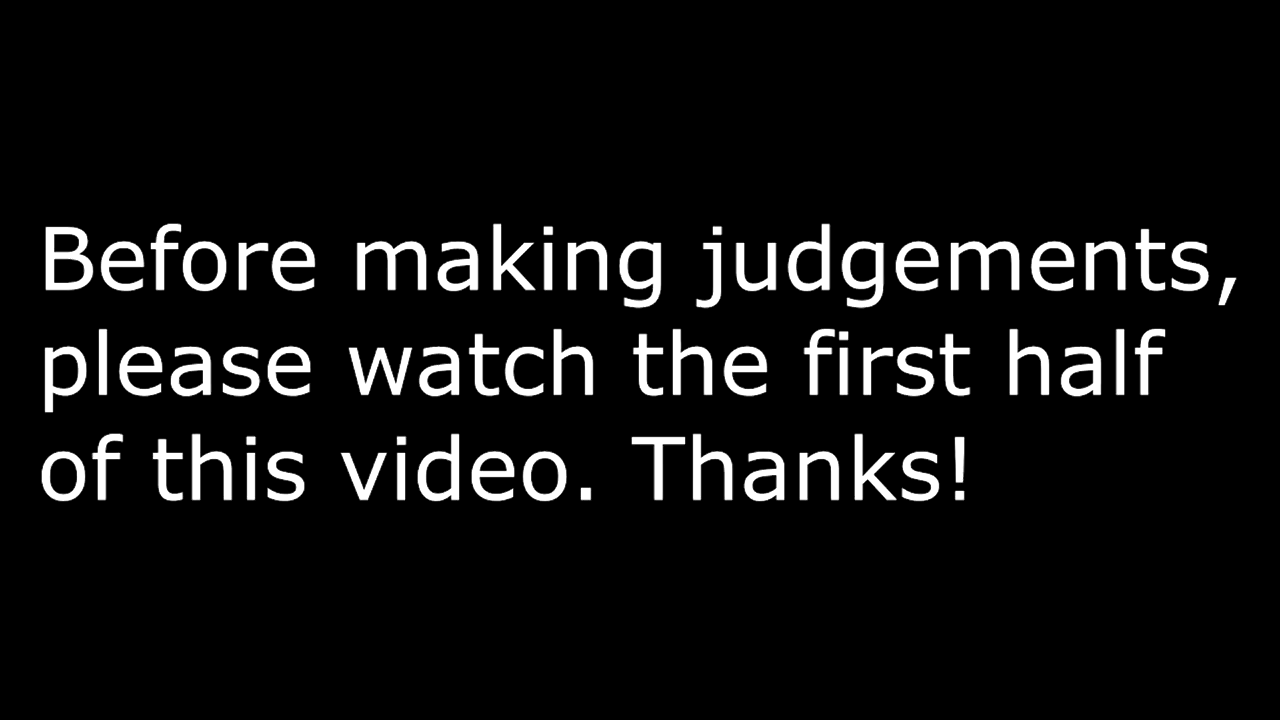 Before making judgements,
please watch the first half
of this video. Thanks!